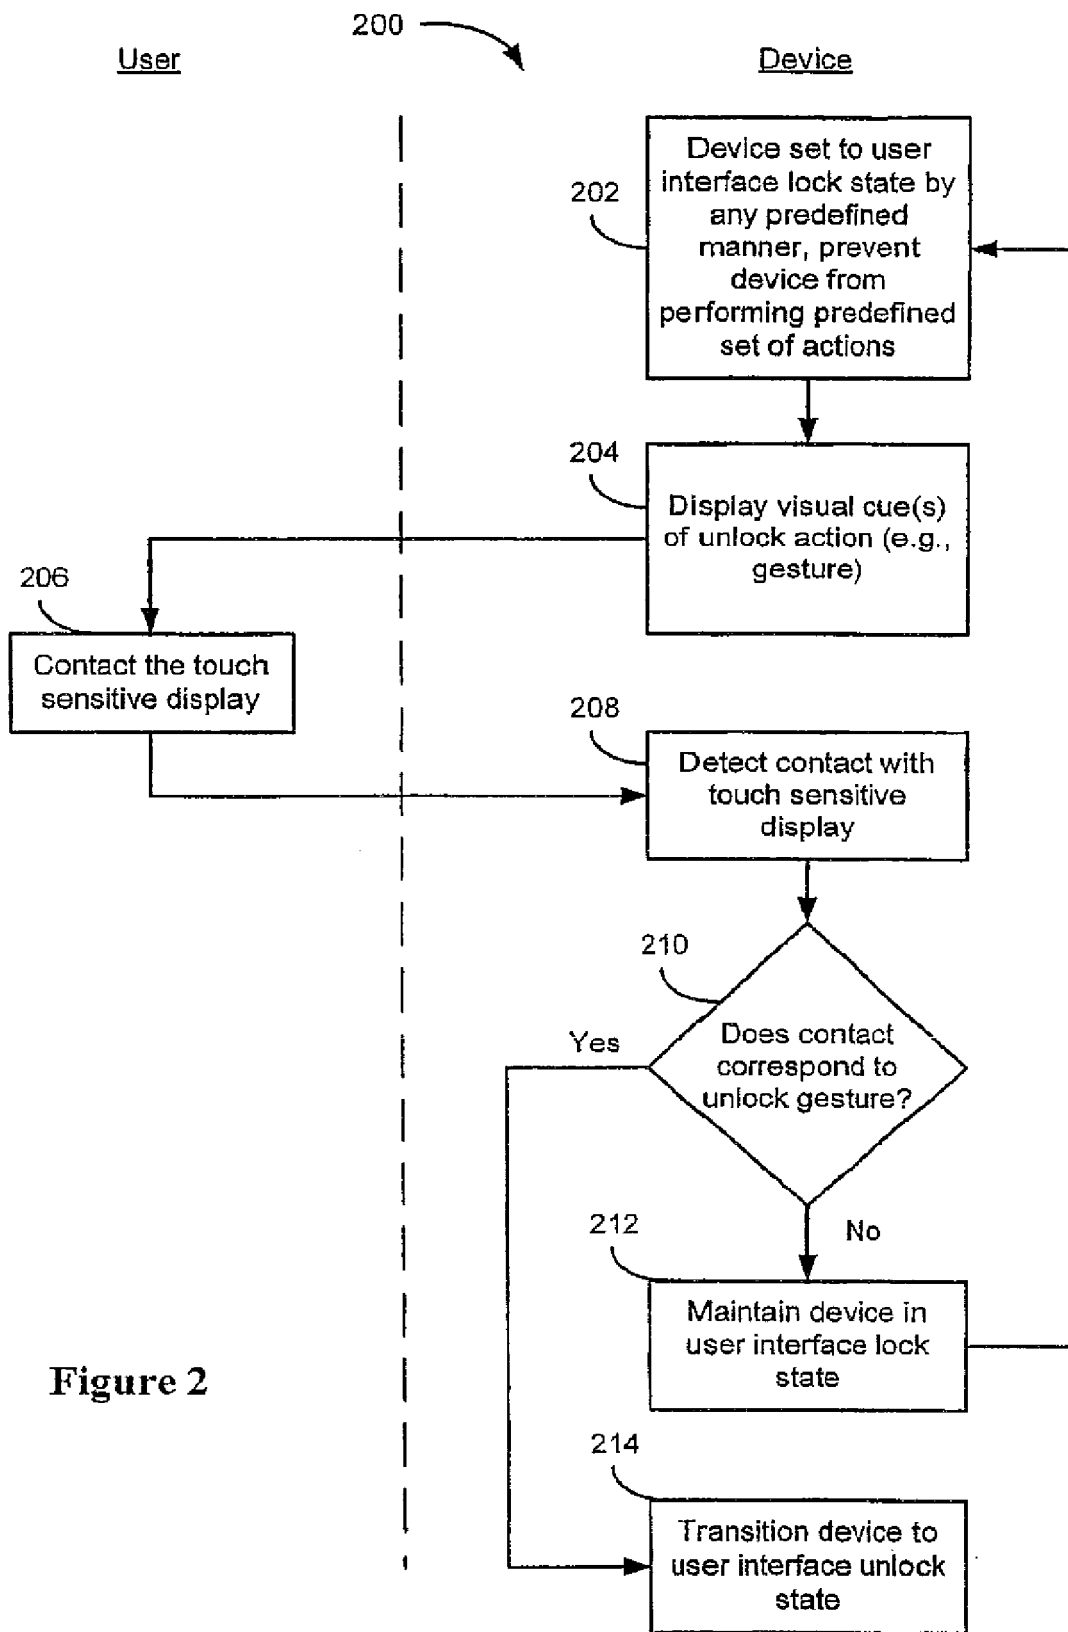 200
User
Device
202
Device set to user
interface lock state by
any predefined
manner, prevent
device from
performing predefined
set of actions
204
Display visual cue(s)
of unlock action (e.g.,
gesture)
206
Contact the touch
sensitive display
208
Detect contact with
touch sensitive
display
210
Does contact
correspond to
unlock gesture?
Yes
No
212
Maintain device in
user interface lock
state
Figure 2
214
Transition device to
user interface unlock
state